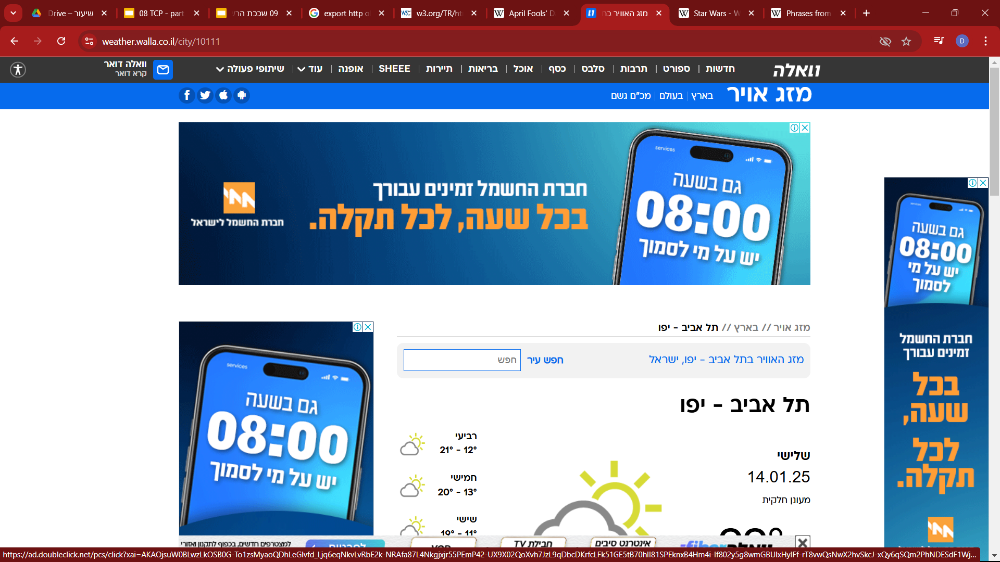 שיעור – Drive
08 TCP - part
09 שכבת הרע
export http ol
w3.org/TR/ht
April Fools' D
מזג האוויר בת
Star Wars - W
Phrases from
weather.walla.co.il/city/10111
D
וואלה
חדשות | ספורט | תרבות | סלבס | כסף | אוכל | בריאות | תיירות | SHEEE | אופנה | עוד | שיתופי פעולה
וואלה דואר
קרא דואר
מזג אויר
בארץ | בעולם | מכ"ם גשם
services
גם בשעה
08:00
יש על מי לסמוך
חברת החשמל זמינים עבורך
בכל שעה, לכל תקלה.
חברת החשמל לישראל
גם בשעה
08:00
יש על מי
לסמוך
חברת החשמל
זמינים עבורך
בכל
שעה,
לכל
תקלה.
מזג אויר // בארץ // תל אביב - יפו
מזג האוויר בתל אביב - יפו, ישראל
חפש עיר
חפש
תל אביב - יפו
שלישי
14.01.25
מעונן חלקית
רביעי
12° - 21°
חמישי
13° - 20°
שישי
11° - 19°
services
גם בשעה
08:00
יש על מי לסמוך
וואלה fiber
אינטרנט סיבים
חבילת TV
למצטרפים חדשים, בכפוף לתקנון ואזורי
https://ad.doubleclick.net/pcs/click?xai=AKAOjsuW0BLwzLkOSB0G-To1zsMyaoQDhLeGlvfd_Ljq6eqNkvLvRbE2k-NRAfa87L4Nkgjxjr55PEmP42-UX9X02QoXvh7JzL9qDbcDKrfcLFk51GE5tB70hlI81SPEknxB4Hm4i-If802y5g8wmGBUIxHyIFf-rT8vwQsNwX2hvSkcJ-xQy6qSQm2PhNDESdF1Wj...